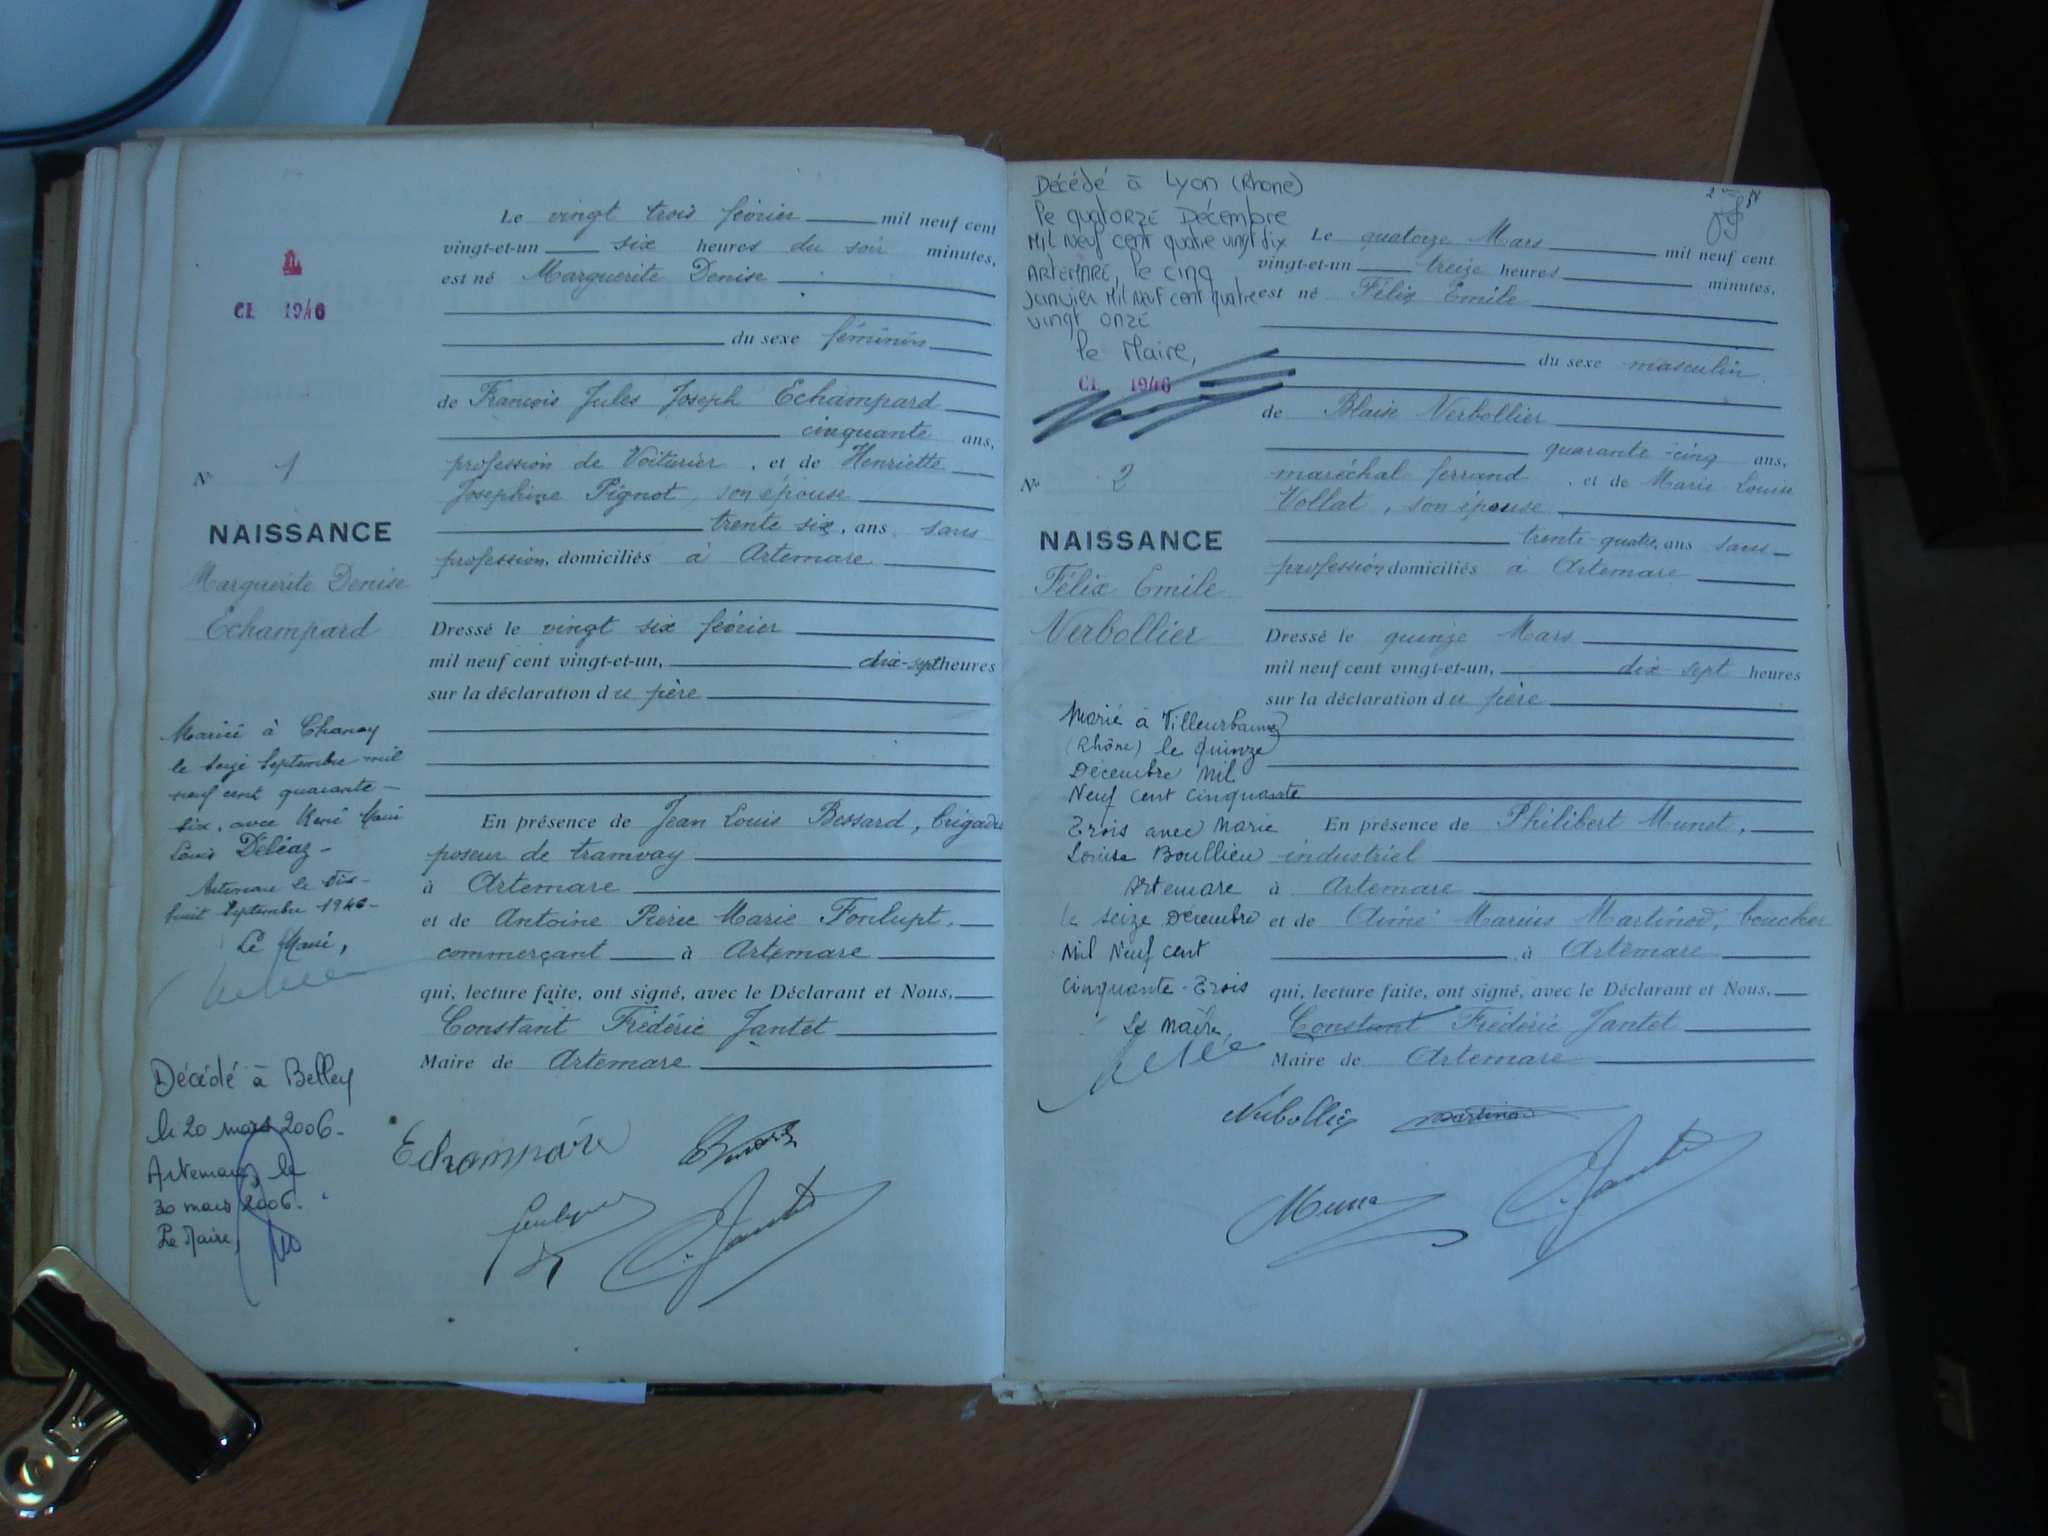 CL 1946
N° 1
NAISSANCE
Marguerite Denise
Echampard
Marié à Chanay
le seize Septembre mil
neuf cent quarante-
six, avec René Marie
Louis Déléaz-
Artemare le dix-
huit Septembre 1946-
Le Maire,
Décédé à Belley
le 20 mars 2006-
Artemare, le
30 mars 2006.
Le Maire,
Le vingt trois février mil neuf cent
vingt-et-un six heures du soir minutes,
est né Marguerite Denise
du sexe féminin
de François Jules Joseph Echampard
cinquante ans,
profession de Voiturier, et de Henriette
Josephine Pignot, son épouse
trente six, ans sans
profession, domiciliés à Artemare
Dressé le vingt six février
mil neuf cent vingt-et-un, dix-sept heures
sur la déclaration du père
En présence de Jean Louis Bessard, brigadier
poseur de tramway
à Artemare
et de Antoine Pierre Marie Fonlupt,
commerçant à Artemare
qui, lecture faite, ont signé, avec le Déclarant et Nous,
Constant Frédéric Jantet
Maire de Artemare
Echampard
C. Jantet
Décédé à Lyon (Rhone)
le quatorze Décembre
Mil Neuf cent quatre vingt dix
ARTEMARE, le cinq
Janvier Mil Neuf cent quatre
vingt onze
le Maire,
CL 1946
N° 2
NAISSANCE
Félix Emile
Verbollier
Marié à Villeurbanne
(Rhône) le quinze
Décembre Mil
Neuf cent cinquante
Trois avec Marie
Louise Boullieu
Artemare
le seize Décembre
Mil Neuf cent
cinquante-Trois
Le Maire
Le quatorze Mars mil neuf cent
vingt-et-un treize heures minutes,
est né Félix Emile
du sexe masculin
de Blaise Verbollier
quarante-cinq ans,
maréchal ferrand, et de Marie Louise
Vollat, son épouse
trente-quatre, ans sans
profession domiciliés à Artemare
Dressé le quinze Mars
mil neuf cent vingt-et-un, dix sept heures
sur la déclaration du père
En présence de Philibert Munet,
industriel
à Artemare
et de Aimé Marius Martinod, boucher
à Artemare
qui, lecture faite, ont signé, avec le Déclarant et Nous,
Constant Frédéric Jantet
Maire de Artemare
Verbollier Martinod
C. Jantet